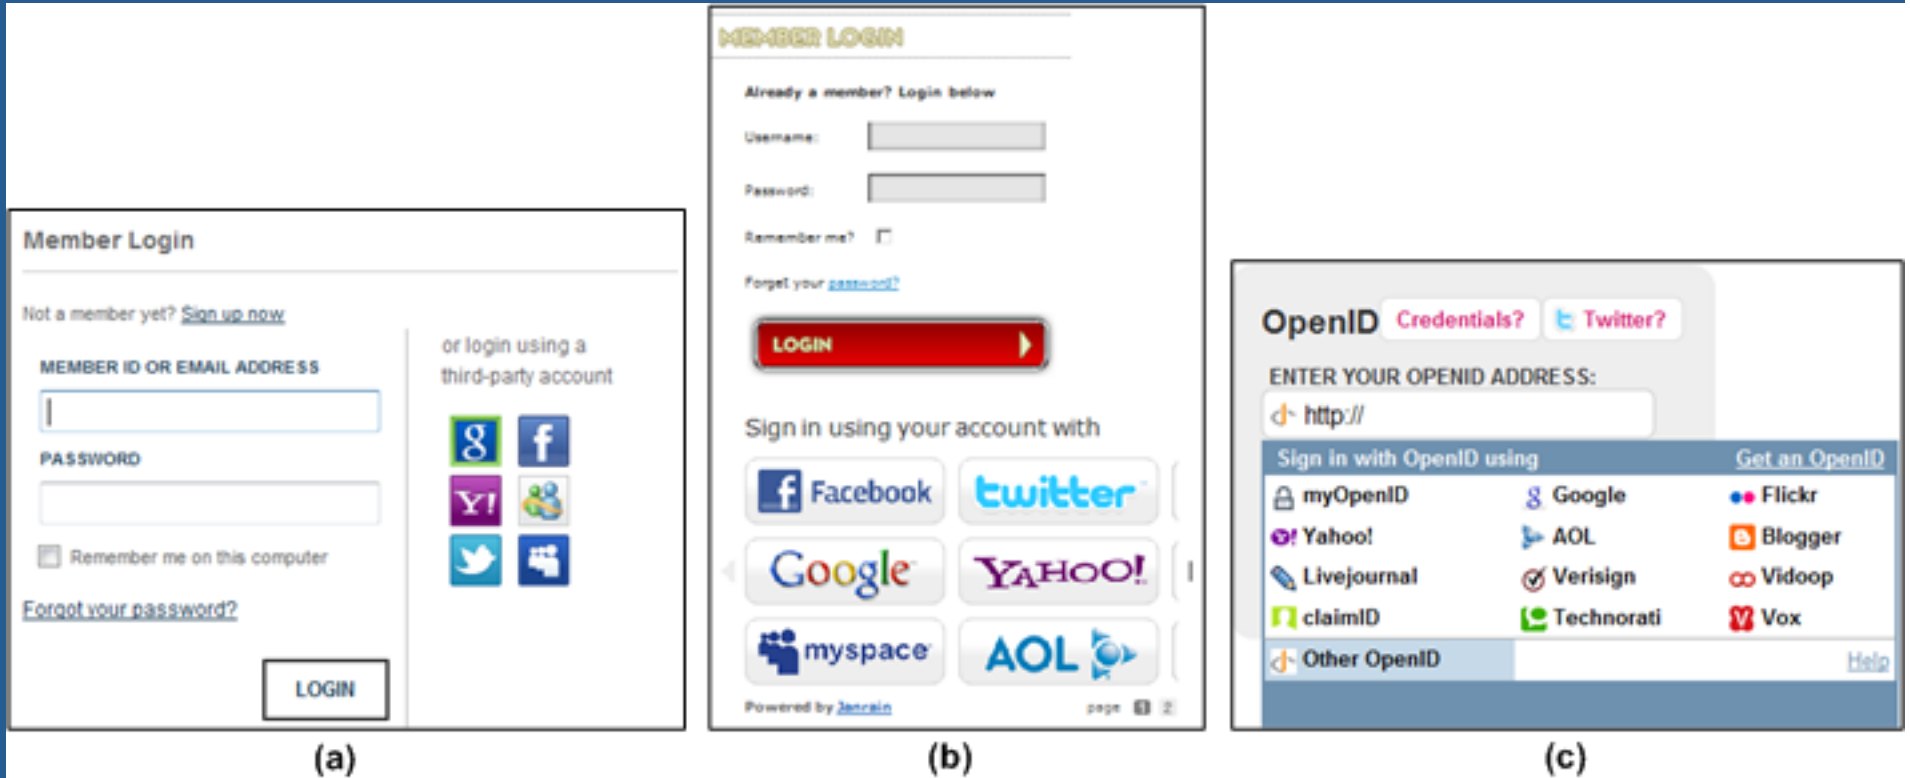 Member Login
Not a member yet? Sign up now
MEMBER ID OR EMAIL ADDRESS
PASSWORD
Remember me on this computer
Forgot your password?
LOGIN
or login using a
third-party account
g f
Y!
(a)
MEMBER LOGIN
Already a member? Login below
Username:
Password:
Remember me?
Forget your password?
LOGIN
Sign in using your account with
f Facebook twitter
Google YAHOO!
myspace AOL
Powered by Janrain page 1 2
(b)
OpenID Credentials? t Twitter?
ENTER YOUR OPENID ADDRESS:
http://
Sign in with OpenID using Get an OpenID
myOpenID g Google Flickr
Y! Yahoo! AOL B Blogger
Livejournal Verisign Vidoop
claimID Technorati V Vox
Other OpenID Help
(c)